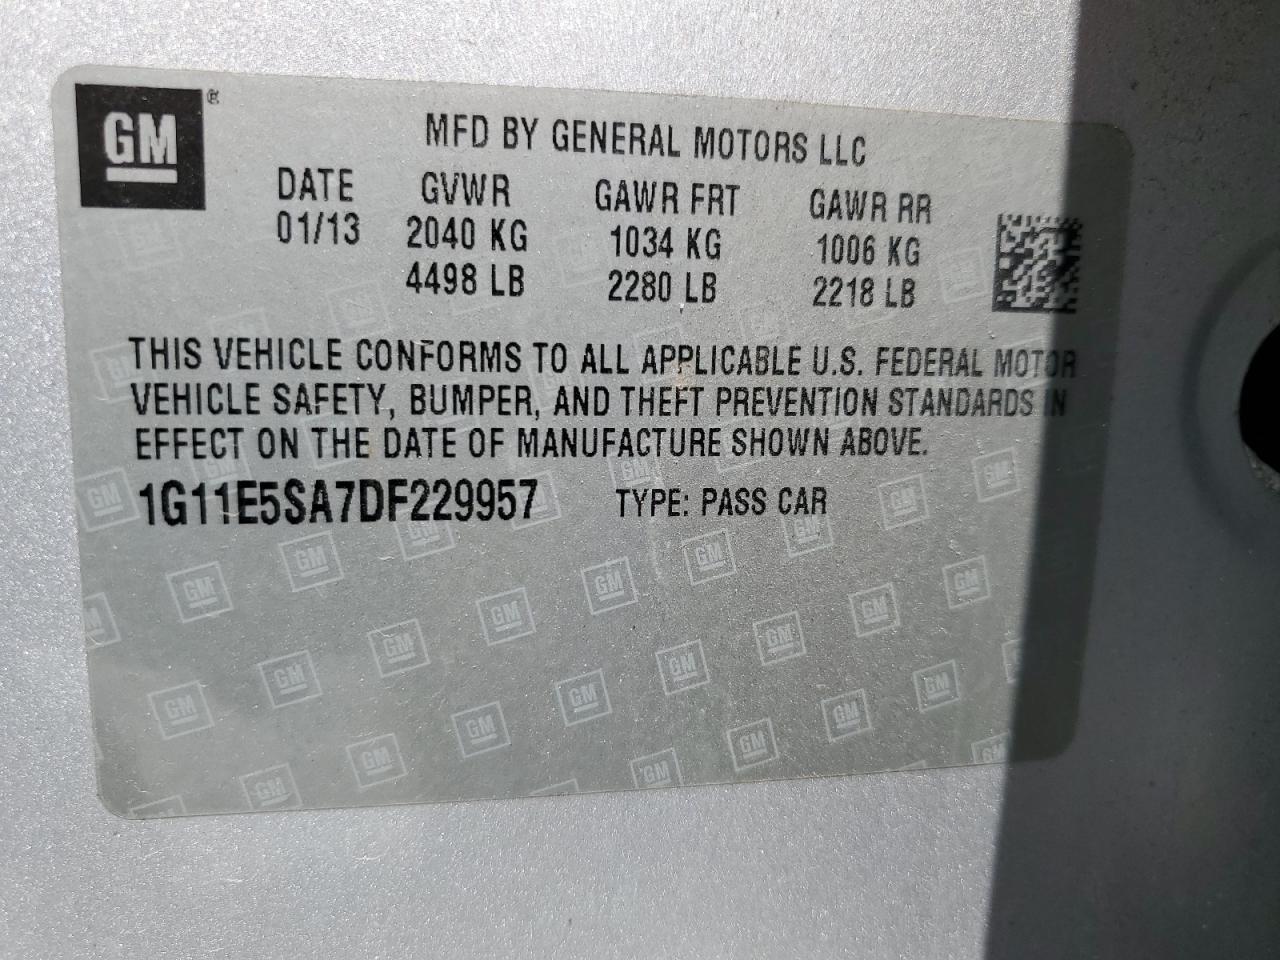 GM ®
MFD BY GENERAL MOTORS LLC
DATE GVWR GAWR FRT GAWR RR
01/13 2040 KG 1034 KG 1006 KG
4498 LB 2280 LB 2218 LB
THIS VEHICLE CONFORMS TO ALL APPLICABLE U.S. FEDERAL MOTOR
VEHICLE SAFETY, BUMPER, AND THEFT PREVENTION STANDARDS IN
EFFECT ON THE DATE OF MANUFACTURE SHOWN ABOVE.
1G11E5SA7DF229957 TYPE: PASS CAR